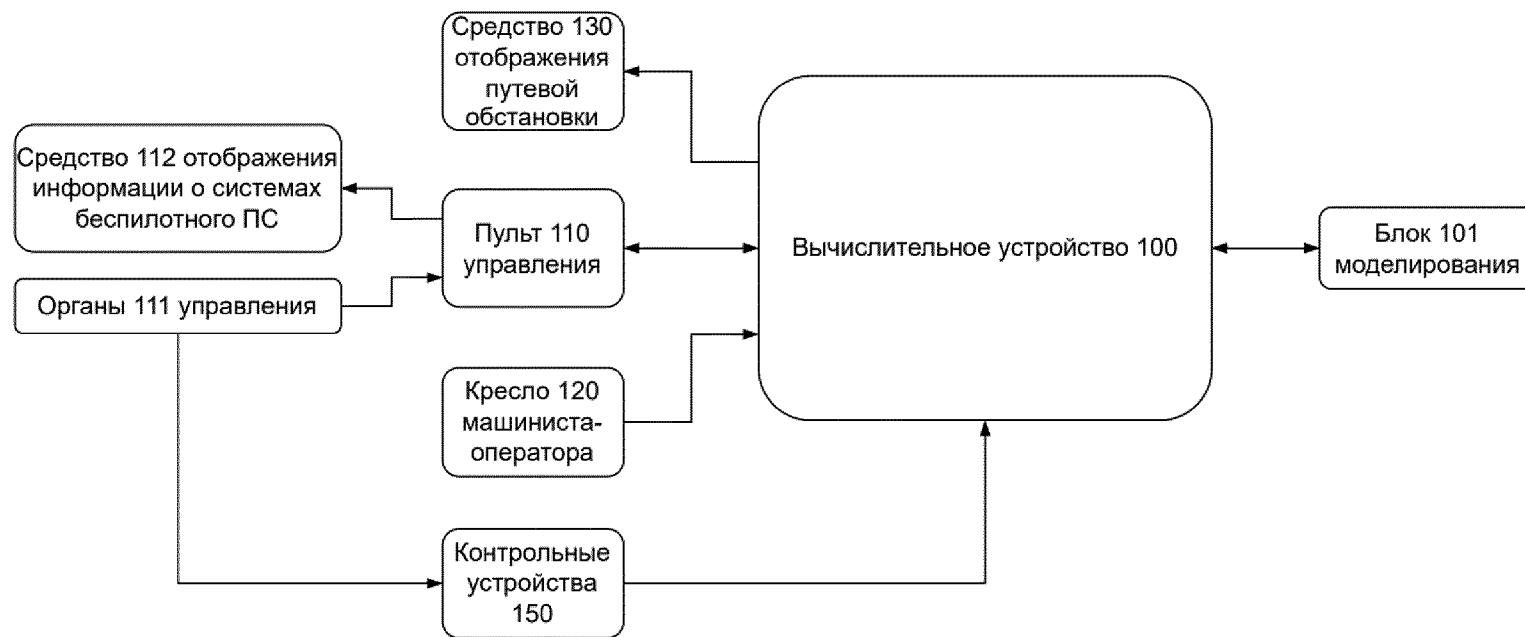 Средство 130
отображения
путевой
обстановки
Средство 112 отображения
информации о системах
беспилотного ПС
Пульт 110
управления
Вычислительное устройство 100
Блок 101
моделирования
Органы 111 управления
Кресло 120
машиниста-
оператора
Контрольные
устройства
150